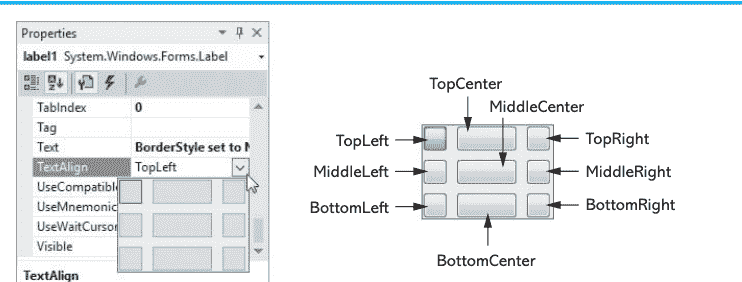 Properties
label1 System.Windows.Forms.Label
TabIndex 0
Tag
Text BorderStyle set to N
TextAlign TopLeft
UseCompatibl
UseMnemonic
UseWaitCursor
Visible
TextAlign
TopCenter
MiddleCenter
TopLeft
TopRight
MiddleLeft
MiddleRight
BottomLeft
BottomRight
BottomCenter